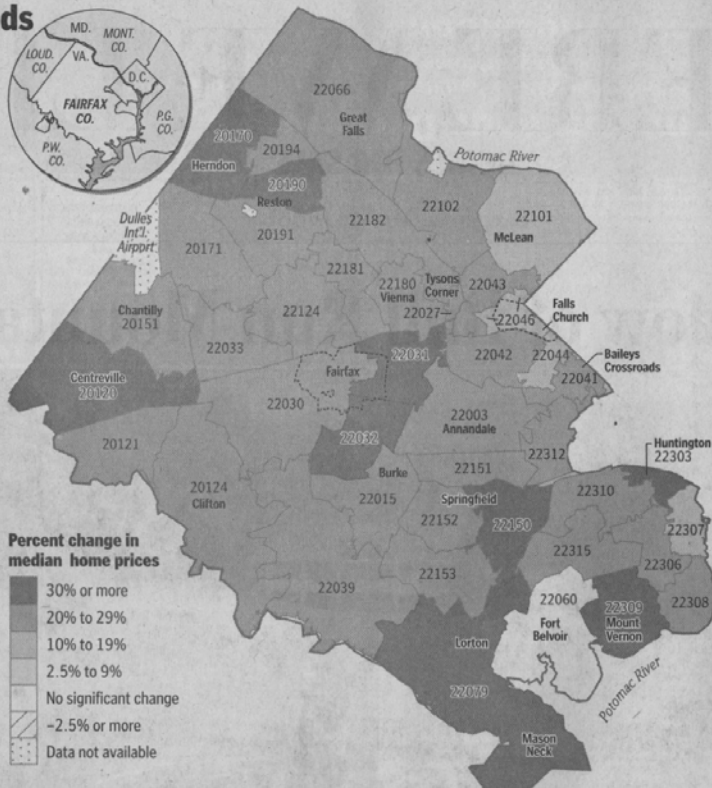 ds
MD.
MONT.
CO.
LOUD.
CO.
VA.
D.C.
FAIRFAX
CO.
P.G.
CO.
P.W.
CO.
22066
Great
Falls
20170
Herndon
20194
20190
Reston
Potomac River
22102
22101
McLean
Dulles
Int'l.
Airport
20171
20191
22182
22181
22180
Vienna
Tysons
Corner
22043
22027
22046
Falls
Church
Chantilly
20151
22033
22124
22031
22042
22044
22041
Baileys
Crossroads
Centreville
20120
Fairfax
22030
22032
22003
Annandale
20121
20124
Clifton
Burke
22015
22151
22312
Huntington
22303
Springfield
22152
22150
22310
22307
22039
22153
22315
22306
22308
22060
Fort
Belvoir
22309
Mount
Vernon
Lorton
22079
Mason
Neck
Potomac River
Percent change in
median home prices
30% or more
20% to 29%
10% to 19%
2.5% to 9%
No significant change
-2.5% or more
Data not available